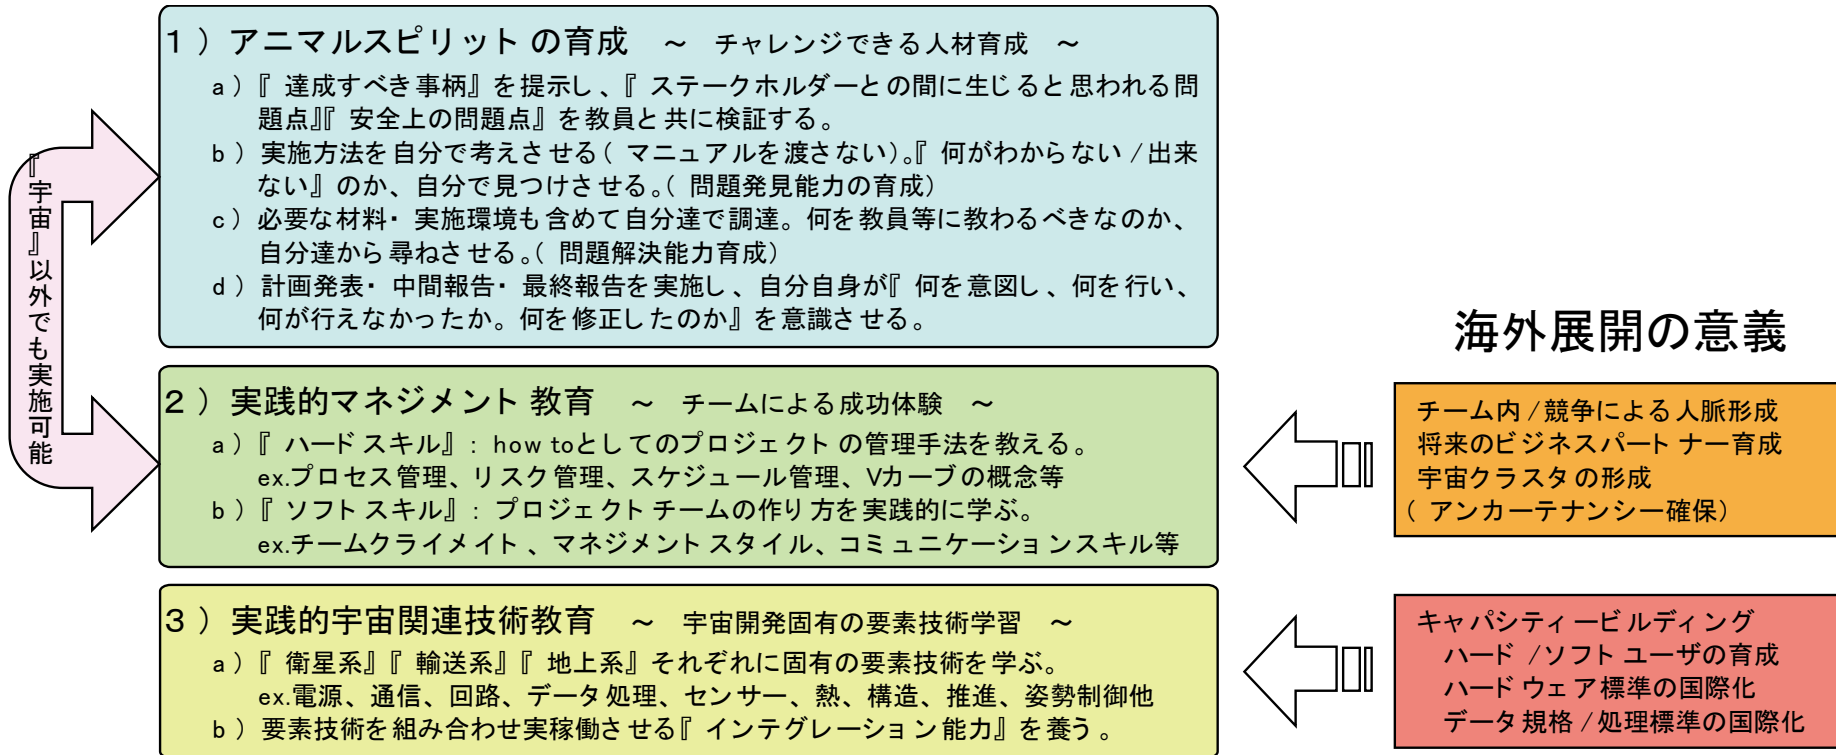 『宇宙』以外でも実施可能
1）アニマルスピリットの育成　～　チャレンジできる人材育成　～
a）『達成すべき事柄』を提示し、『ステークホルダーとの間に生じると思われる問
題点』『安全上の問題点』を教員と共に検証する。
b）実施方法を自分で考えさせる（マニュアルを渡さない）。『何がわからない/出来
ない』のか、自分で見つけさせる。（問題発見能力の育成）
c）必要な材料・実施環境も含めて自分達で調達。何を教員等に教わるべきなのか、
自分達から尋ねさせる。（問題解決能力育成）
d）計画発表・中間報告・最終報告を実施し、自分自身が『何を意図し、何を行い、
何が行えなかったか。何を修正したのか』を意識させる。
2）実践的マネジメント教育　～　チームによる成功体験　～
a）『ハードスキル』：how toとしてのプロジェクトの管理手法を教える。
ex.プロセス管理、リスク管理、スケジュール管理、Vカーブの概念等
b）『ソフトスキル』：プロジェクトチームの作り方を実践的に学ぶ。
ex.チームクライメイト、マネジメントスタイル、コミュニケーションスキル等
3）実践的宇宙関連技術教育　～　宇宙開発固有の要素技術学習　～
a）『衛星系』『輸送系』『地上系』それぞれに固有の要素技術を学ぶ。
ex.電源、通信、回路、データ処理、センサー、熱、構造、推進、姿勢制御他
b）要素技術を組み合わせ実稼働させる『インテグレーション能力』を養う。
海外展開の意義
チーム内/競争による人脈形成
将来のビジネスパートナー育成
宇宙クラスタの形成
（アンカーテナンシー確保）
キャパシティービルディング
ハード/ソフトユーザの育成
ハードウェア標準の国際化
データ規格/処理標準の国際化